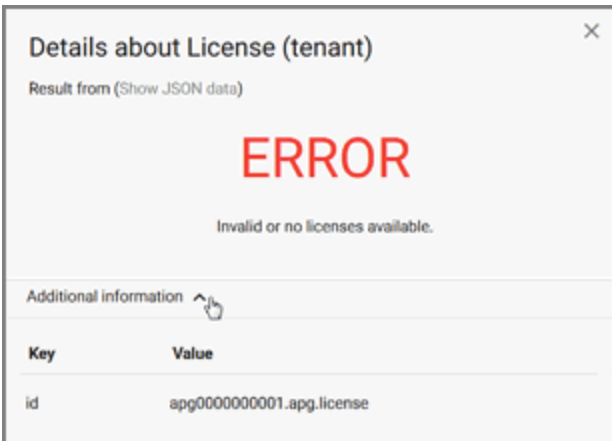 Details about License (tenant)
Result from (Show JSON data)
ERROR
Invalid or no licenses available.
Additional information
Key Value
id apg0000000001.apg.license